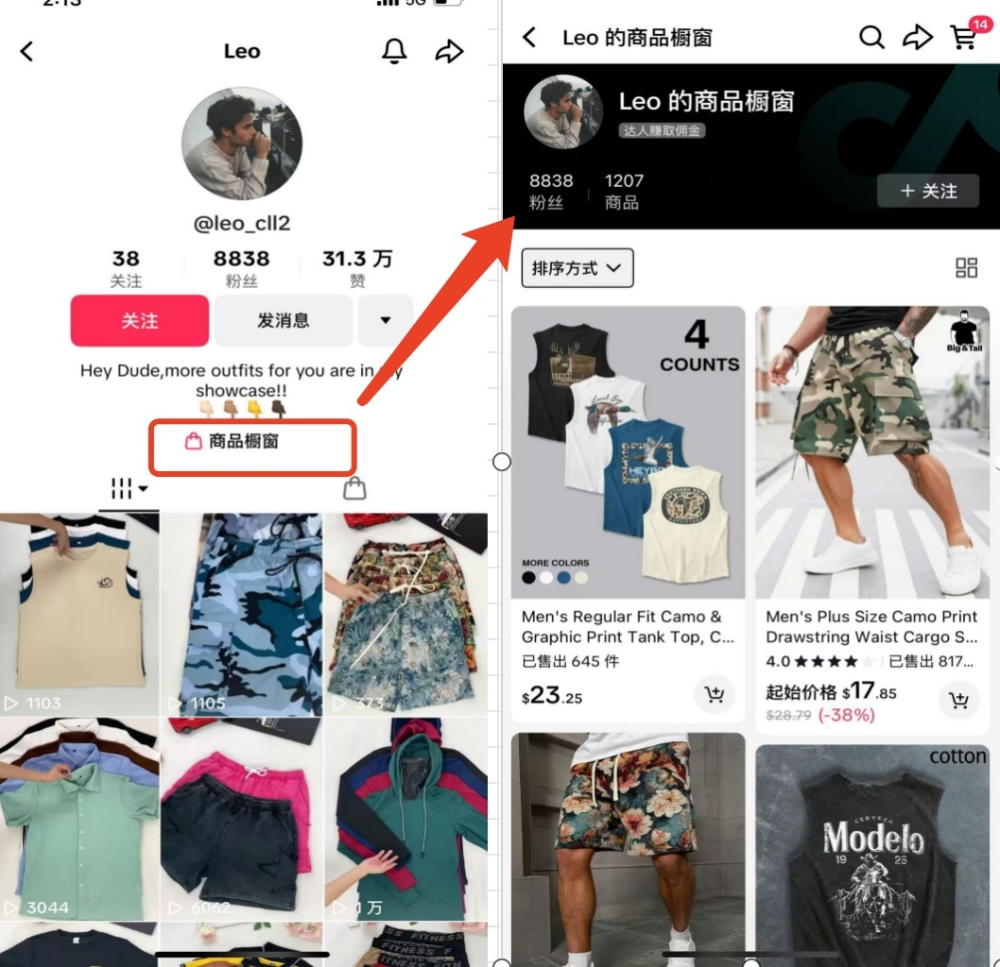 2:13
5G
Leo
@leo_cll2
38
8838
31.3 万
关注
粉丝
赞
关注
发消息
Hey Dude,more outfits for you are in my
showcase!!
商品橱窗
1103
1105
373
3044
6062
1 万
FITNESS
FITNESS
Leo 的商品橱窗
14
Leo 的商品橱窗
达人赚取佣金
8838
1207
粉丝
商品
+ 关注
排序方式
4
COUNTS
HEYBO
MORE COLORS
Men's Regular Fit Camo &
Graphic Print Tank Top, C...
已售出 645 件
$23.25
Big&Tall
Men's Plus Size Camo Print
Drawstring Waist Cargo S...
4.0
已售出 817...
起始价格 $17.85
$28.79 (-38%)
cotton
CERVEZA
Modelo
19 25